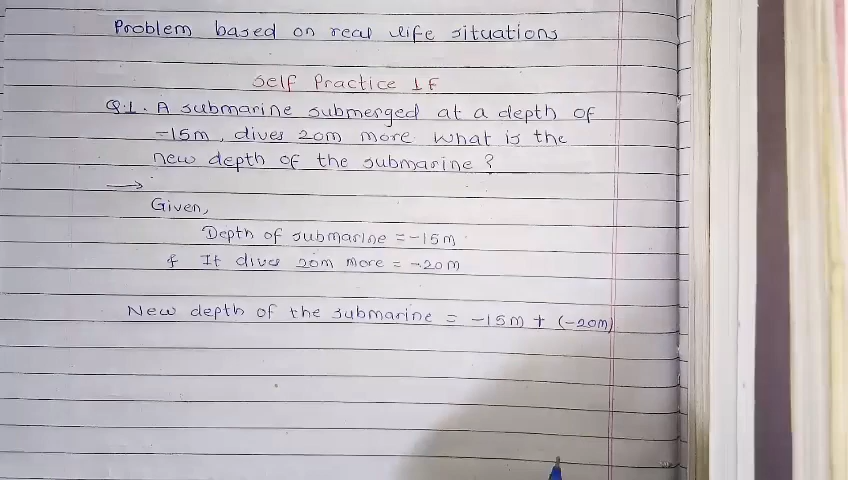 Problem based on real life situations
Self Practice 1F
Q.1. A submarine submerged at a depth of
-15m, dives 20m more. What is the
new depth of the submarine?
→
Given,
Depth of submarine = -15m
& It dives 20m more = -20m
New depth of the submarine = -15m + (-20m)